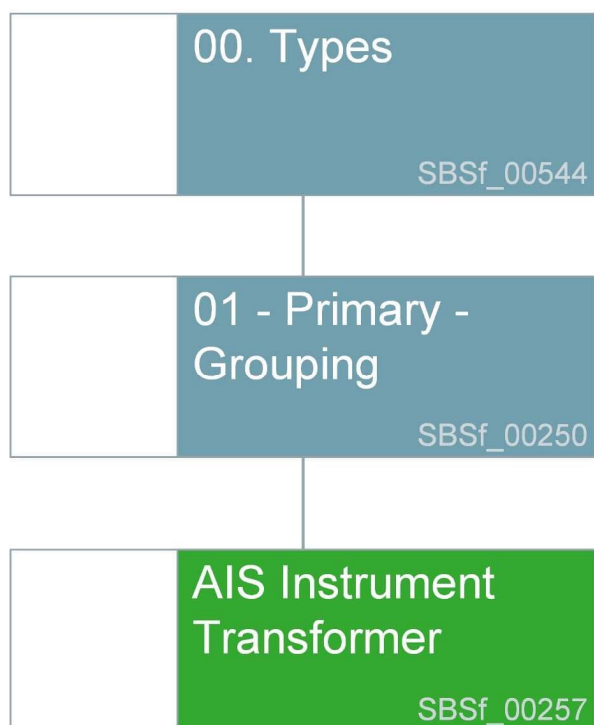 00. Types
SBSf_00544
01 - Primary -
Grouping
SBSf_00250
AIS Instrument
Transformer
SBSf_00257